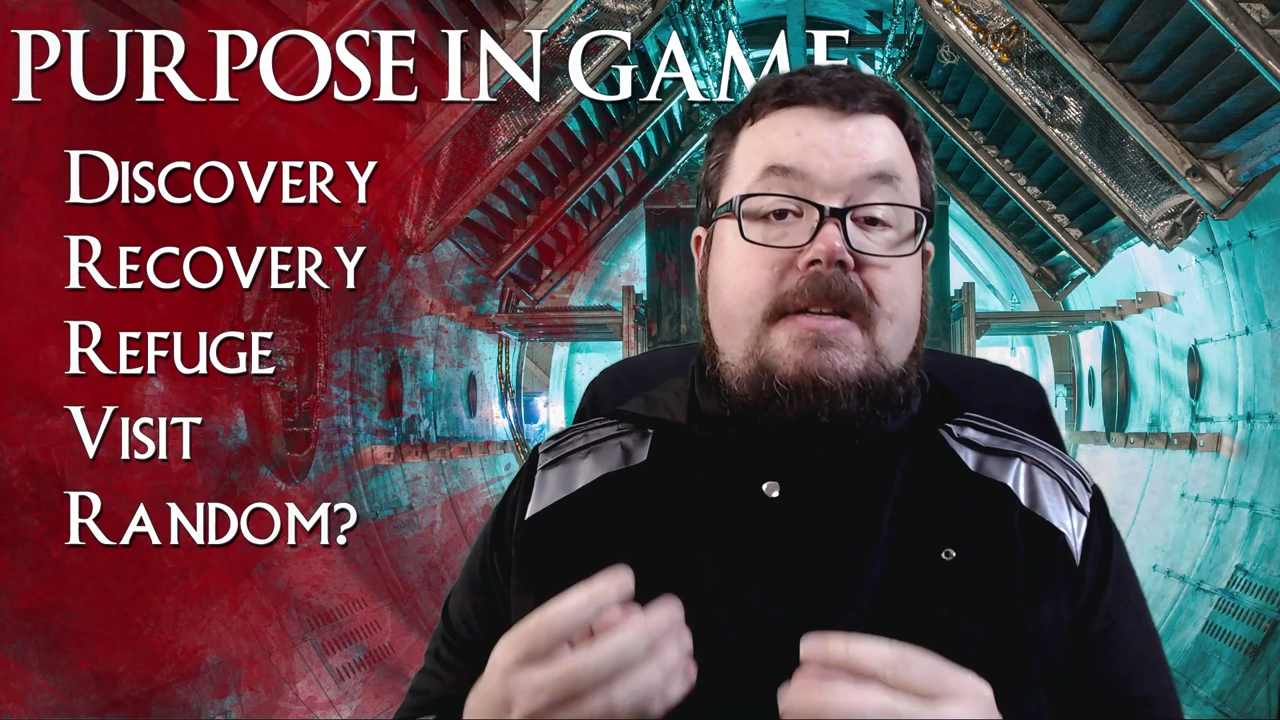 PURPOSE IN GAME
DISCOVERY
RECOVERY
REFUGE
VISIT
RANDOM?